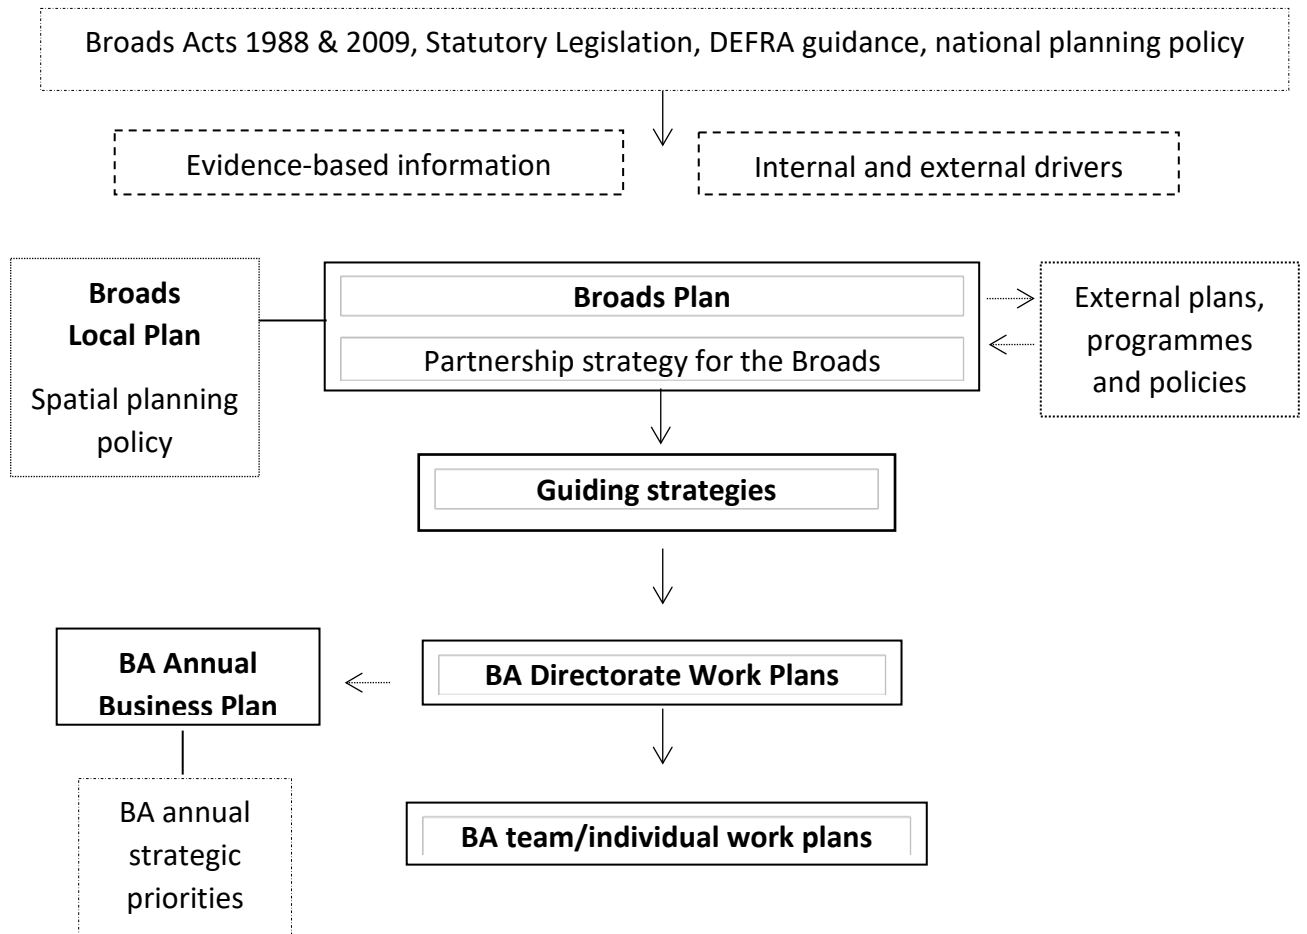 Broads Acts 1988 & 2009, Statutory Legislation, DEFRA guidance, national planning policy
Evidence-based information
Internal and external drivers
Broads
Local Plan
Spatial planning
policy
Broads Plan
Partnership strategy for the Broads
External plans,
programmes
and policies
Guiding strategies
BA Annual
Business Plan
BA Directorate Work Plans
BA annual
strategic
priorities
BA team/individual work plans